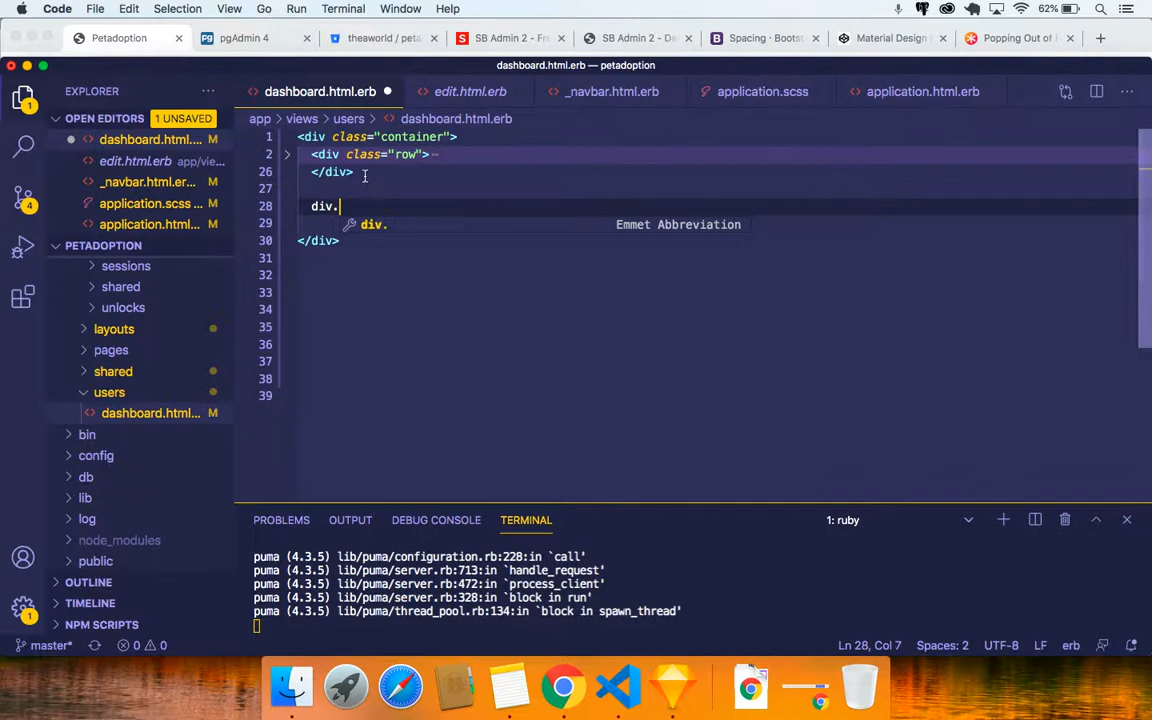 Code File Edit Selection View Go Run Terminal Window Help 62%
Petadoption
pgAdmin 4
theaworld / peta
SB Admin 2 - Fre
SB Admin 2 - Da
Spacing · Bootst
Material Design
Popping Out of
dashboard.html.erb — petadoption
EXPLORER
dashboard.html.erb
edit.html.erb
_navbar.html.erb
application.scss
application.html.erb
OPEN EDITORS 1 UNSAVED
app > views > users > dashboard.html.erb
dashboard.html....
edit.html.erb app/vie...
_navbar.html.er...
application.scss ...
application.html...
PETADOPTION
sessions
shared
unlocks
layouts
pages
shared
users
dashboard.html... M
bin
config
db
lib
log
node_modules
public
OUTLINE
TIMELINE
NPM SCRIPTS
1 <div class="container">
2 <div class="row">
26 </div>
27
28 div.
div. Emmet Abbreviation
29
30 </div>
31
32
33
34
35
36
37
38
39
PROBLEMS OUTPUT DEBUG CONSOLE TERMINAL 1: ruby
puma (4.3.5) lib/puma/configuration.rb:228:in `call'
puma (4.3.5) lib/puma/server.rb:713:in `handle_request'
puma (4.3.5) lib/puma/server.rb:472:in `process_client'
puma (4.3.5) lib/puma/server.rb:328:in `block in run'
puma (4.3.5) lib/puma/thread_pool.rb:134:in `block in spawn_thread'
master* 0 0 Ln 28, Col 7 Spaces: 2 UTF-8 LF erb